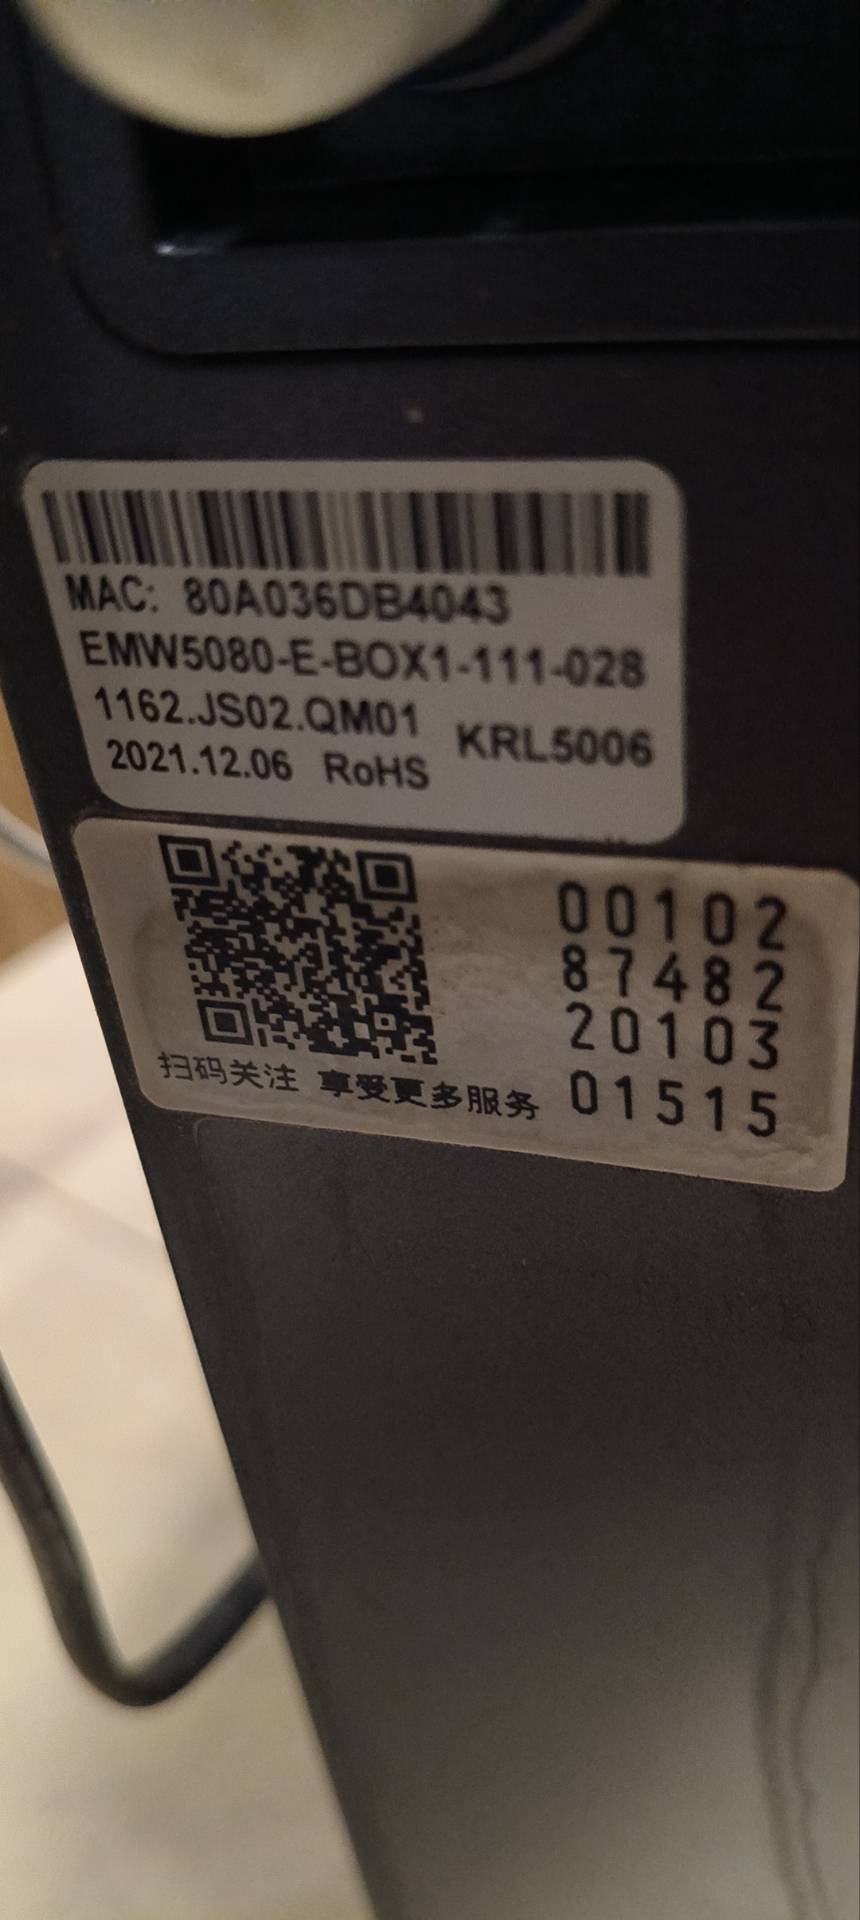 MAC: 80A036DB4043
EMW5080-E-BOX1-111-028
1162.JS02.QM01 KRL5006
2021.12.06 RoHS
00102
87482
20103
01515
扫码关注 享受更多服务